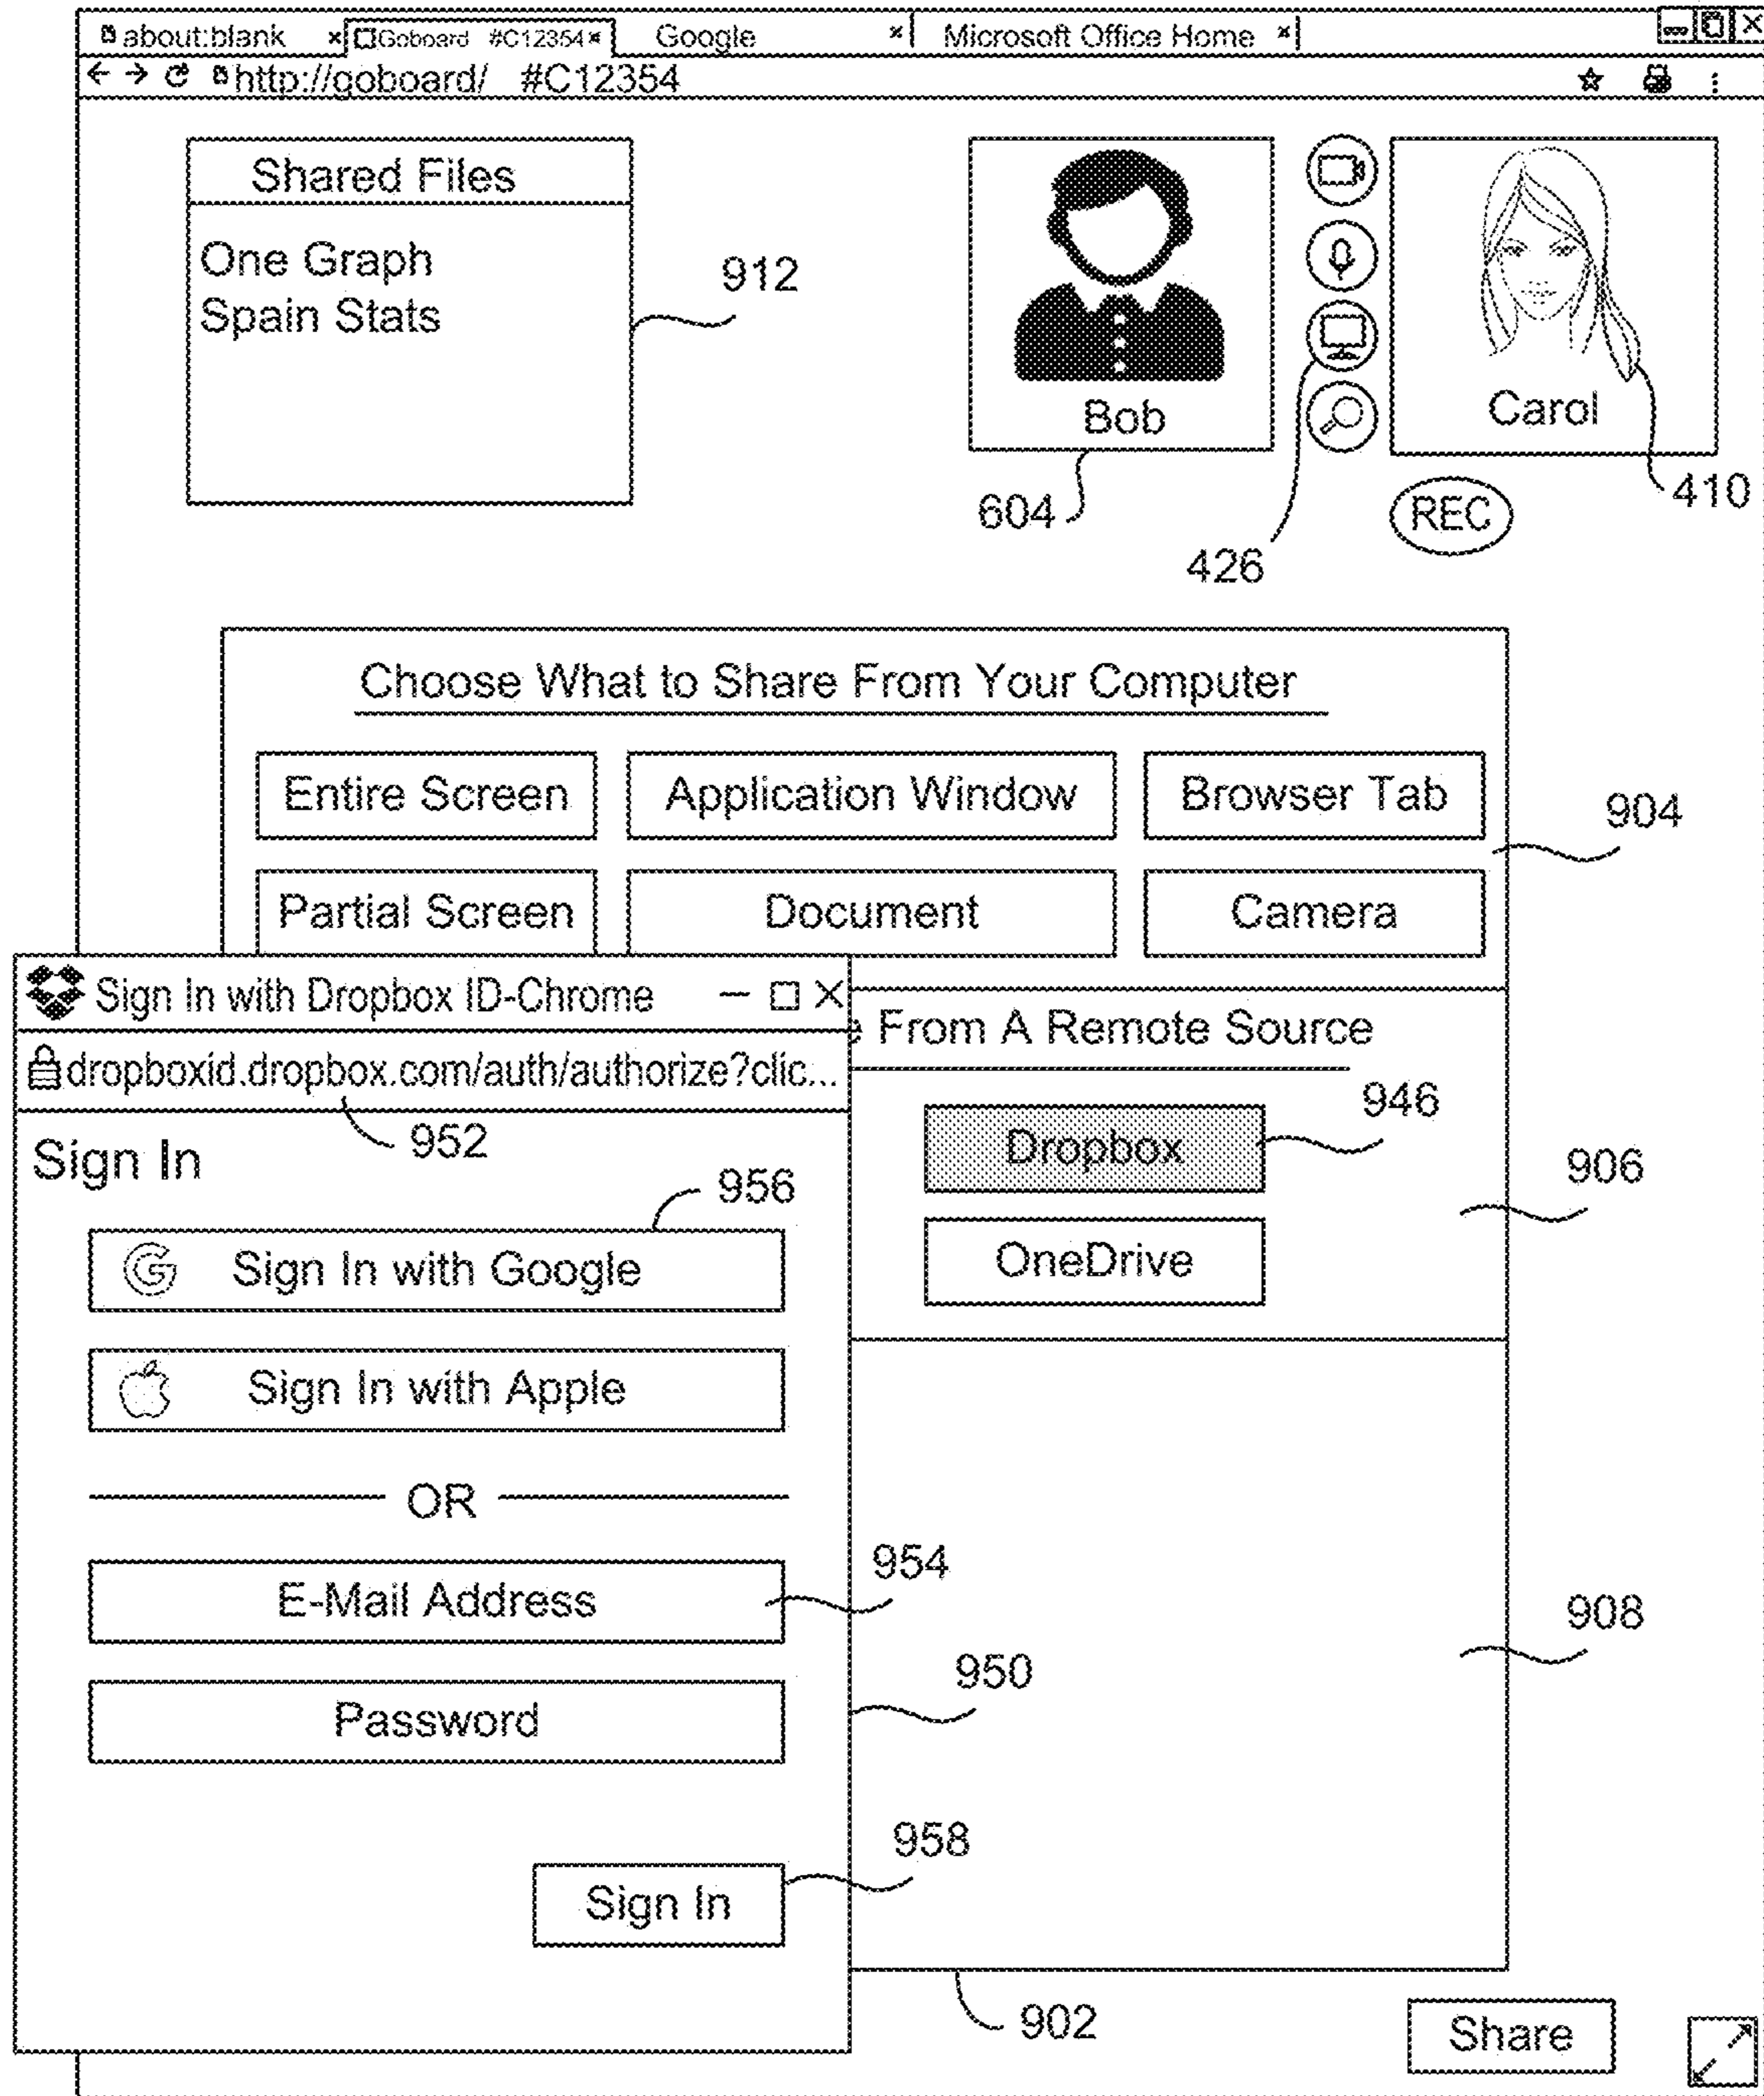 about:blank
Goboard #C12354
Google
Microsoft Office Home
http://goboard/ #C12354
Shared Files
One Graph
Spain Stats
912
Bob
Carol
604
426
410
REC
Choose What to Share From Your Computer
Entire Screen
Application Window
Browser Tab
904
Partial Screen
Document
Camera
Sign In with Dropbox ID-Chrome
From A Remote Source
dropboxid.dropbox.com/auth/authorize?clic...
952
Dropbox
946
Sign In
956
906
Sign In with Google
OneDrive
Sign In with Apple
OR
E-Mail Address
954
908
Password
950
958
Sign In
902
Share